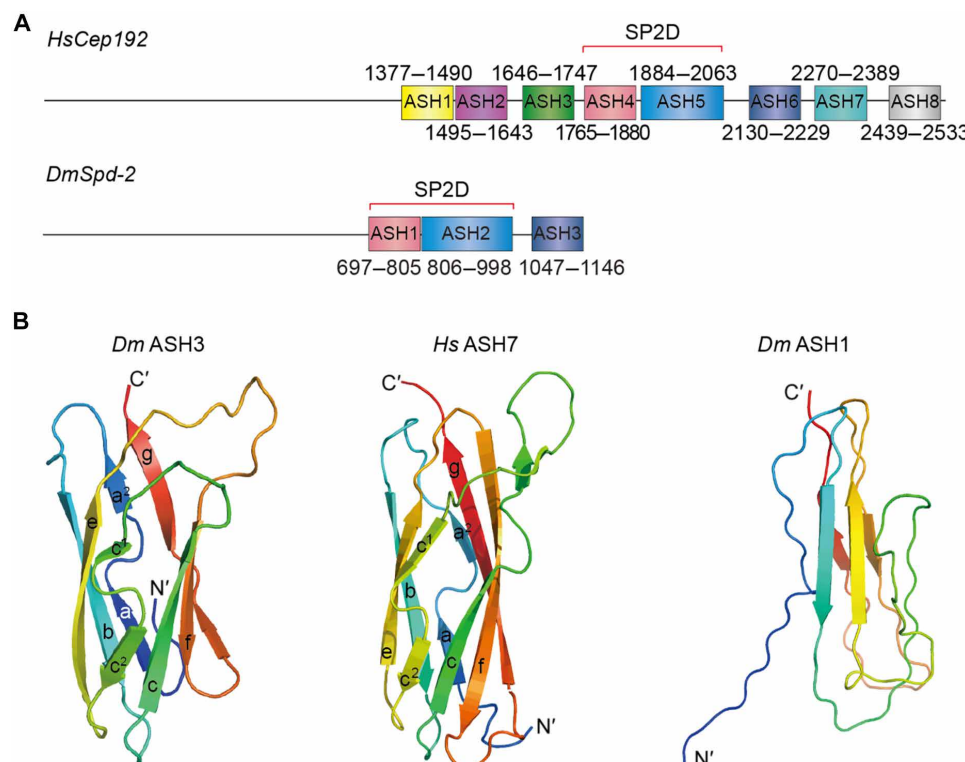 A
HsCep192
SP2D
1377–1490 1646–1747 1884–2063 2270–2389
ASH1 ASH2 ASH3 ASH4 ASH5 ASH6 ASH7 ASH8
1495–1643 1765–1880 2130–2229 2439–2533
DmSpd-2
SP2D
ASH1 ASH2 ASH3
697–805 806–998 1047–1146
B
Dm ASH3 Hs ASH7 Dm ASH1
C′ g a² e c¹ N′ a b f c² c
C′ g c¹ a² b a e c² c f N′
C′ N′